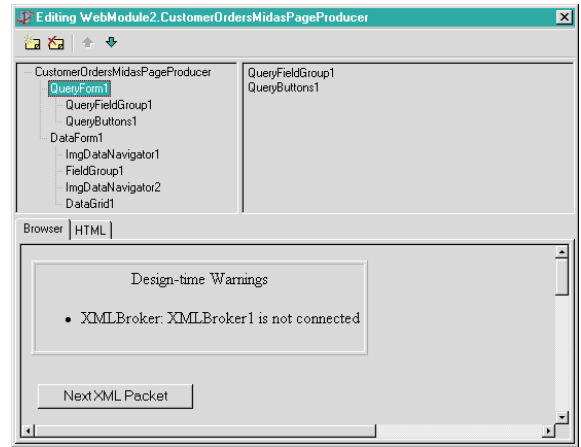 Editing WebModule2.CustomerOrdersMidasPageProducer
CustomerOrdersMidasPageProducer
QueryForm1
QueryFieldGroup1
QueryButtons1
DataForm1
ImgDataNavigator1
FieldGroup1
ImgDataNavigator2
DataGrid1
QueryFieldGroup1
QueryButtons1
Browser HTML
Design-time Warnings
• XMLBroker: XMLBroker1 is not connected
Next XML Packet